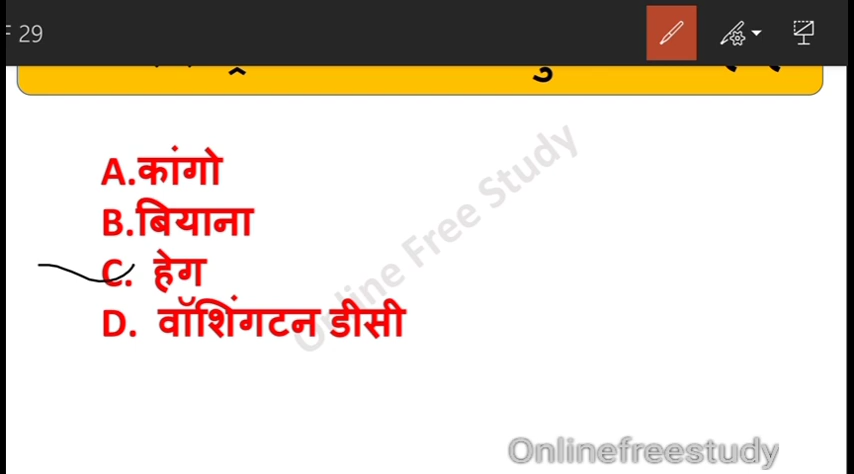 29
A.कांगो
B.बियाना
C. हेग
D. वॉशिंगटन डीसी
Online Free Study
Onlinefreestudy